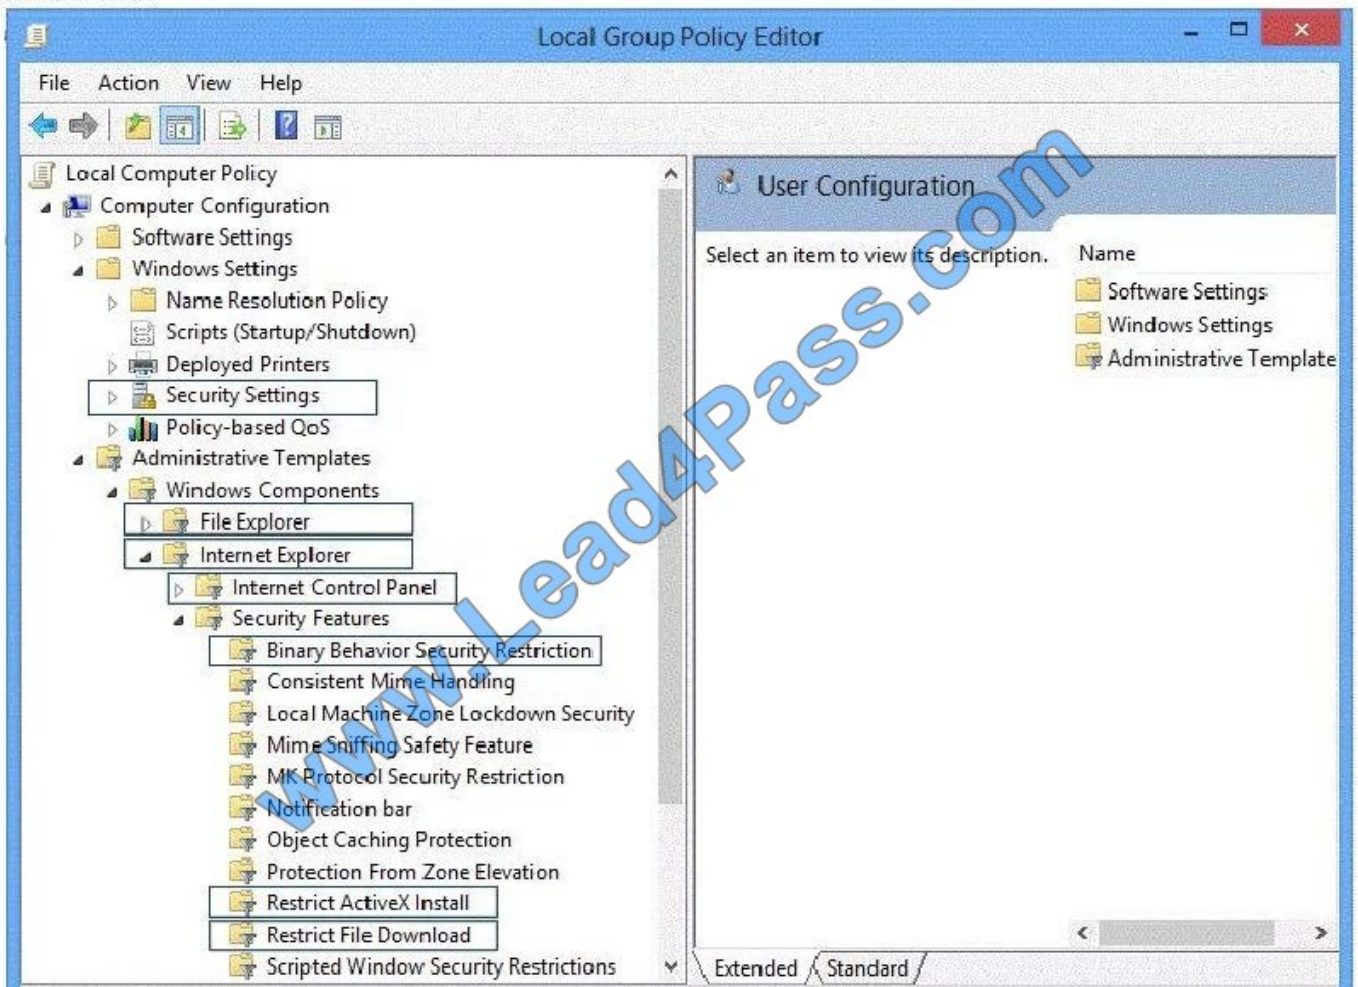 Local Group Policy Editor
File Action View Help
Local Computer Policy
Computer Configuration
Software Settings
Windows Settings
Name Resolution Policy
Scripts (Startup/Shutdown)
Deployed Printers
Security Settings
Policy-based QoS
Administrative Templates
Windows Components
File Explorer
Internet Explorer
Internet Control Panel
Security Features
Binary Behavior Security Restriction
Consistent Mime Handling
Local Machine Zone Lockdown Security
Mime Sniffing Safety Feature
MK Protocol Security Restriction
Notification bar
Object Caching Protection
Protection From Zone Elevation
Restrict ActiveX Install
Restrict File Download
Scripted Window Security Restrictions
User Configuration
Select an item to view its description.
Name
Software Settings
Windows Settings
Administrative Template
Extended Standard
www.Lead4Pass.com